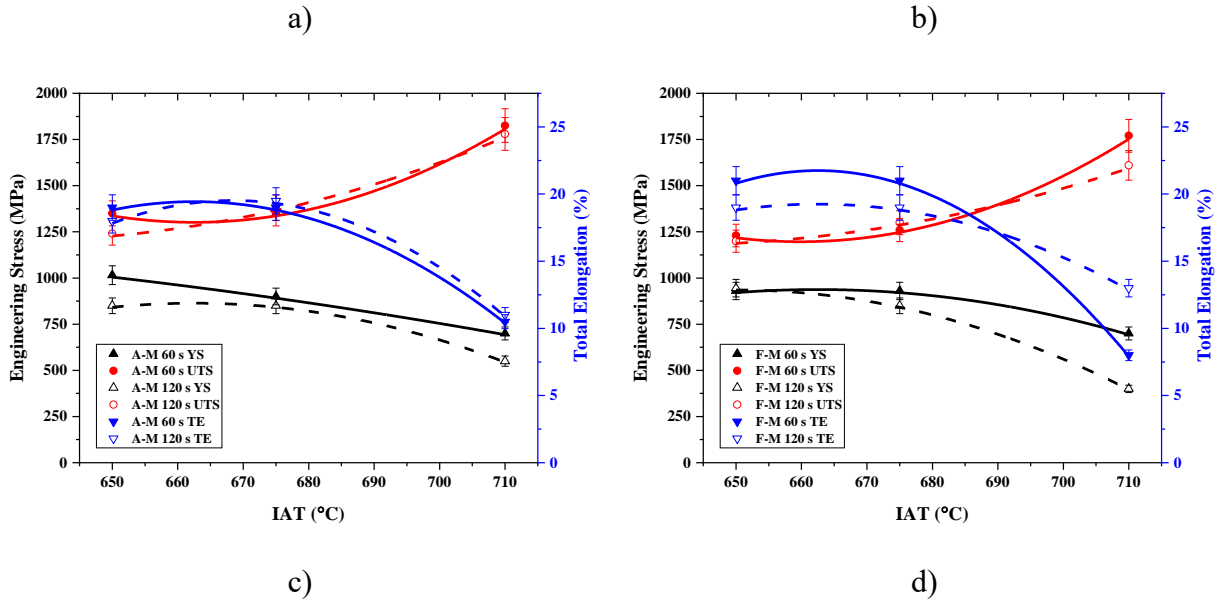 a)
b)
2000
1750
1500
1250
1000
750
500
250
0
Engineering Stress (MPa)
25
20
15
10
5
0
Total Elongation (%)
A-M 60 s YS
A-M 60 s UTS
A-M 120 s YS
A-M 120 s UTS
A-M 60 s TE
A-M 120 s TE
650 660 670 680 690 700 710
IAT (°C)
2000
1750
1500
1250
1000
750
500
250
0
Engineering Stress (MPa)
25
20
15
10
5
0
Total Elongation (%)
F-M 60 s YS
F-M 60 s UTS
F-M 120 s YS
F-M 120 s UTS
F-M 60 s TE
F-M 120 s TE
650 660 670 680 690 700 710
IAT (°C)
c)
d)